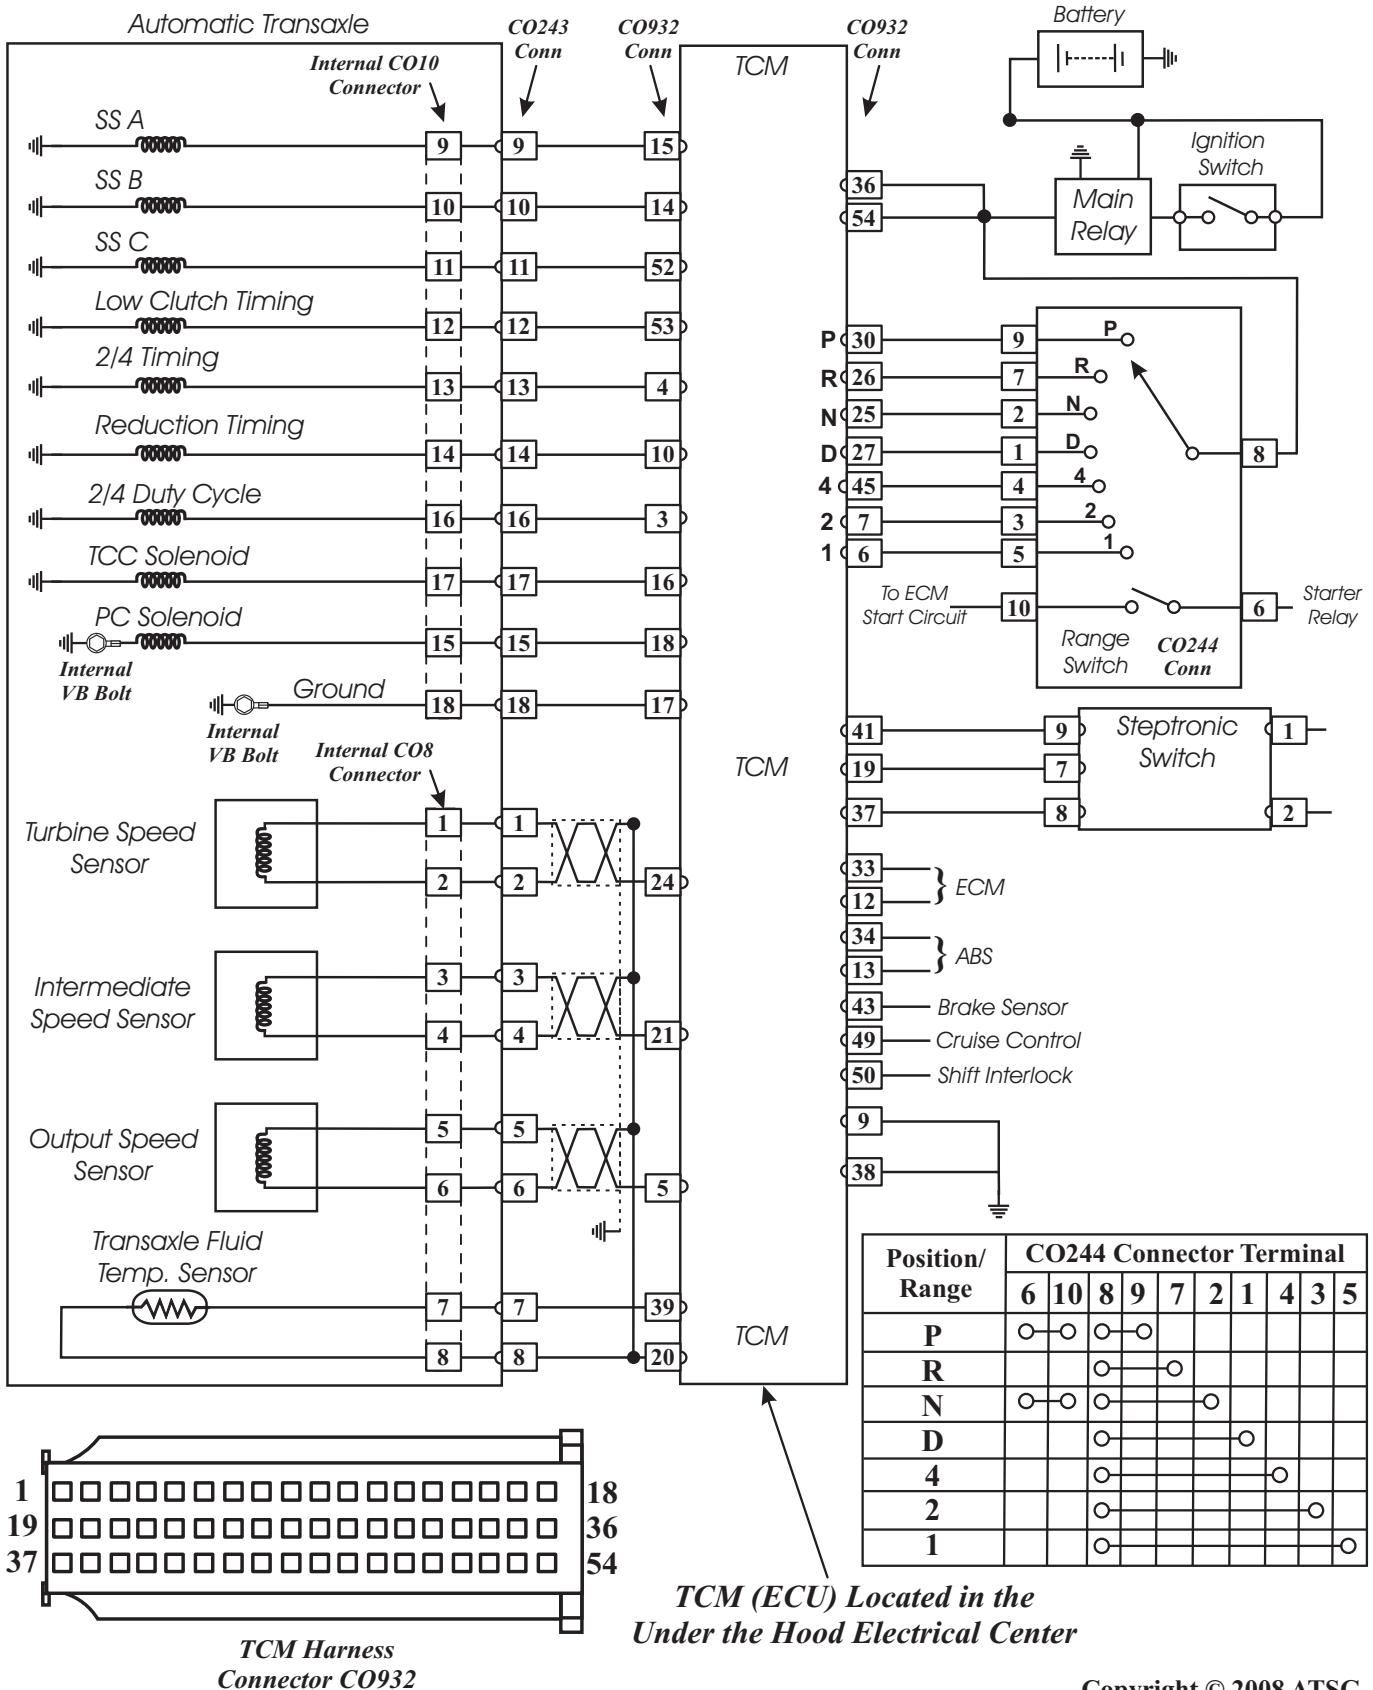 Automatic Transaxle
CO243
Conn
CO932
Conn
TCM
CO932
Conn
Battery
Internal CO10
Connector
SS A
9 9 15
SS B
10 10 14
SS C
11 11 52
Low Clutch Timing
12 12 53
2/4 Timing
13 13 4
Reduction Timing
14 14 10
2/4 Duty Cycle
16 16 3
TCC Solenoid
17 17 16
PC Solenoid
15 15 18
Internal
VB Bolt
Ground
18 18 17
Internal
VB Bolt
Internal CO8
Connector
Turbine Speed
Sensor
1 1
2 2 24
Intermediate
Speed Sensor
3 3
4 4 21
Output Speed
Sensor
5 5
6 6 5
Transaxle Fluid
Temp. Sensor
7 7 39
8 8 20
TCM
TCM
Ignition
Switch
Main
Relay
36
54
P 30 9 P
R 26 7 R
N 25 2 N
D 27 1 D
8
4 45 4 4
2 7 3 2
1 6 5 1
To ECM
Start Circuit
10 6
Starter
Relay
Range
Switch
CO244
Conn
41 9
19 7
37 8
Steptronic
Switch
1
2
33
12
} ECM
34
13
} ABS
43 Brake Sensor
49 Cruise Control
50 Shift Interlock
9
38
Position/
Range
CO244 Connector Terminal
6 10 8 9 7 2 1 4 3 5
P
R
N
D
4
2
1
1 18
19 36
37 54
TCM Harness
Connector CO932
TCM (ECU) Located in the
Under the Hood Electrical Center
Copyright © 2008 ATSG